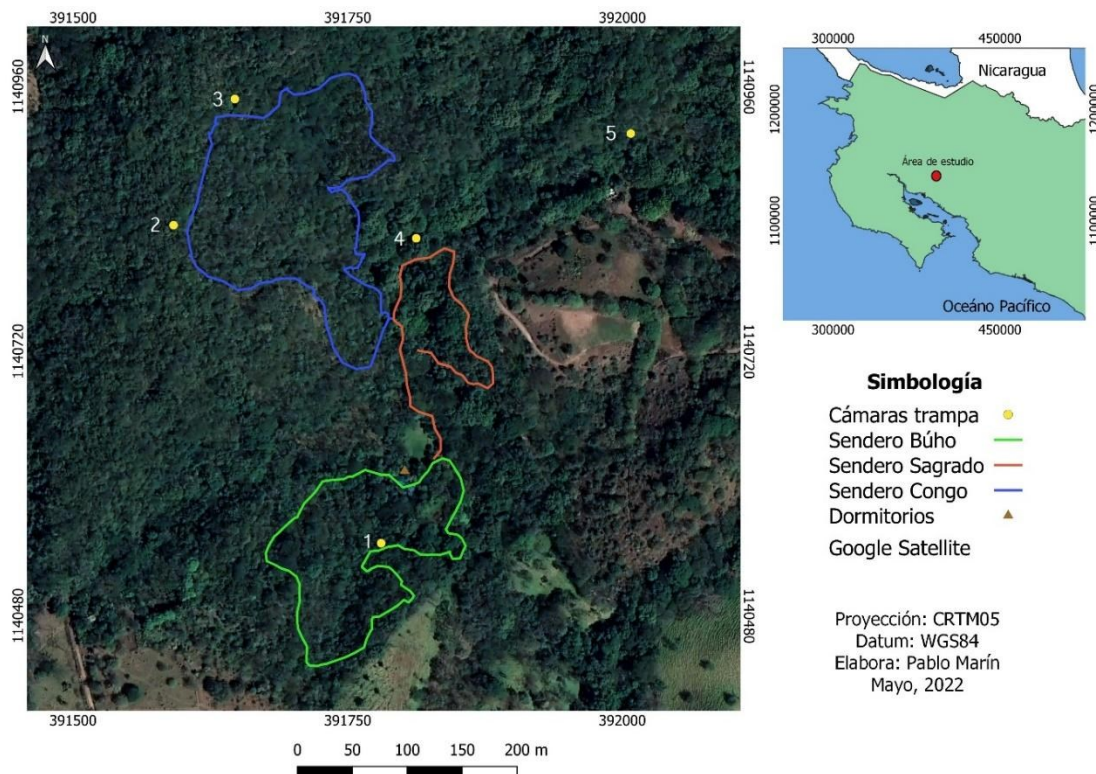 391500 391750 392000
N
1140960
1140960
3
5
2
4
1140720
1140720
1
1140480
1140480
391500 391750 392000
0 50 100 150 200 m
300000 450000
Nicaragua
1200000
1200000
Área de estudio
1100000
1100000
Oceáno Pacífico
300000 450000
Simbología
Cámaras trampa
Sendero Búho
Sendero Sagrado
Sendero Congo
Dormitorios
Google Satellite
Proyección: CRTM05
Datum: WGS84
Elabora: Pablo Marín
Mayo, 2022